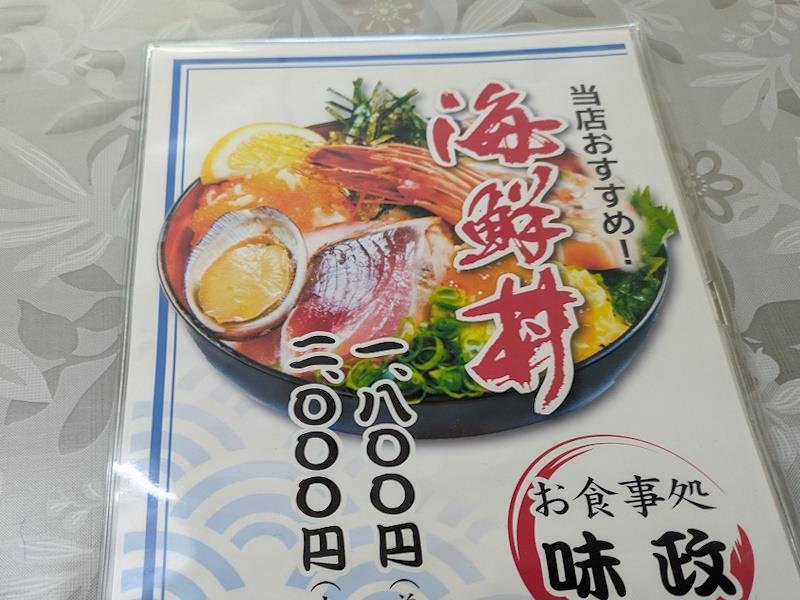 当店おすすめ!
海鮮丼
一、八〇〇円
二、〇〇〇円
お食事処
味政